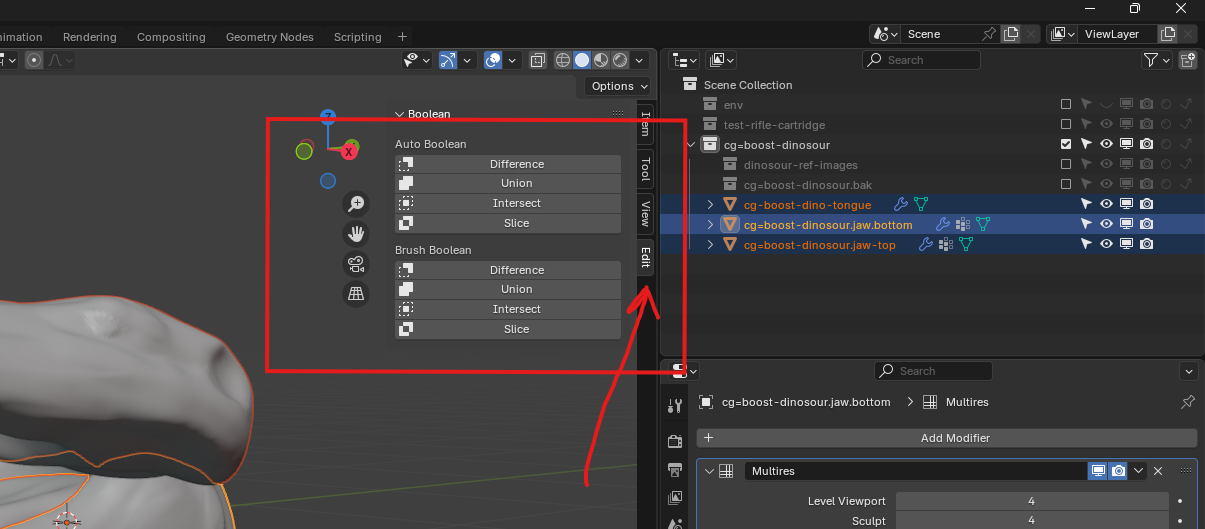 nimation Rendering Compositing Geometry Nodes Scripting +
Scene
ViewLayer
Options
Search
Boolean
Auto Boolean
Difference
Union
Intersect
Slice
Brush Boolean
Difference
Union
Intersect
Slice
Z
X
Item
Tool
View
Edit
Scene Collection
env
test-rifle-cartridge
cg=boost-dinosour
dinosour-ref-images
cg=boost-dinosour.bak
cg-boost-dino-tongue
cg=boost-dinosour.jaw.bottom
cg=boost-dinosour.jaw-top
Search
cg=boost-dinosour.jaw.bottom > Multires
+ Add Modifier
Multires
Level Viewport 4
Sculpt 4